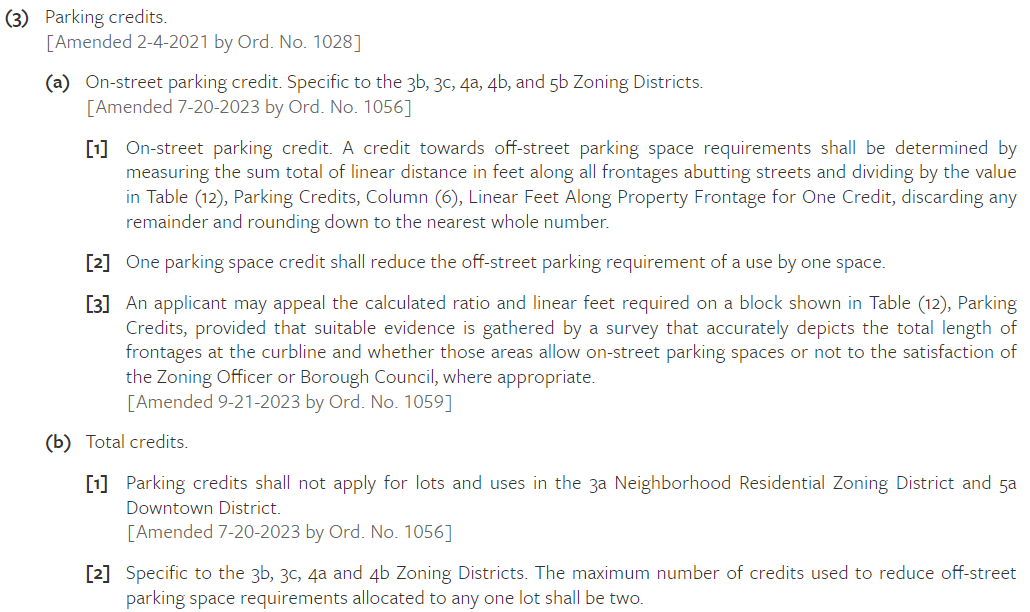 (3) Parking credits.
[Amended 2-4-2021 by Ord. No. 1028]
(a) On-street parking credit. Specific to the 3b, 3c, 4a, 4b, and 5b Zoning Districts.
[Amended 7-20-2023 by Ord. No. 1056]
[1] On-street parking credit. A credit towards off-street parking space requirements shall be determined by
measuring the sum total of linear distance in feet along all frontages abutting streets and dividing by the value
in Table (12), Parking Credits, Column (6), Linear Feet Along Property Frontage for One Credit, discarding any
remainder and rounding down to the nearest whole number.
[2] One parking space credit shall reduce the off-street parking requirement of a use by one space.
[3] An applicant may appeal the calculated ratio and linear feet required on a block shown in Table (12), Parking
Credits, provided that suitable evidence is gathered by a survey that accurately depicts the total length of
frontages at the curbline and whether those areas allow on-street parking spaces or not to the satisfaction of
the Zoning Officer or Borough Council, where appropriate.
[Amended 9-21-2023 by Ord. No. 1059]
(b) Total credits.
[1] Parking credits shall not apply for lots and uses in the 3a Neighborhood Residential Zoning District and 5a
Downtown District.
[Amended 7-20-2023 by Ord. No. 1056]
[2] Specific to the 3b, 3c, 4a and 4b Zoning Districts. The maximum number of credits used to reduce off-street
parking space requirements allocated to any one lot shall be two.